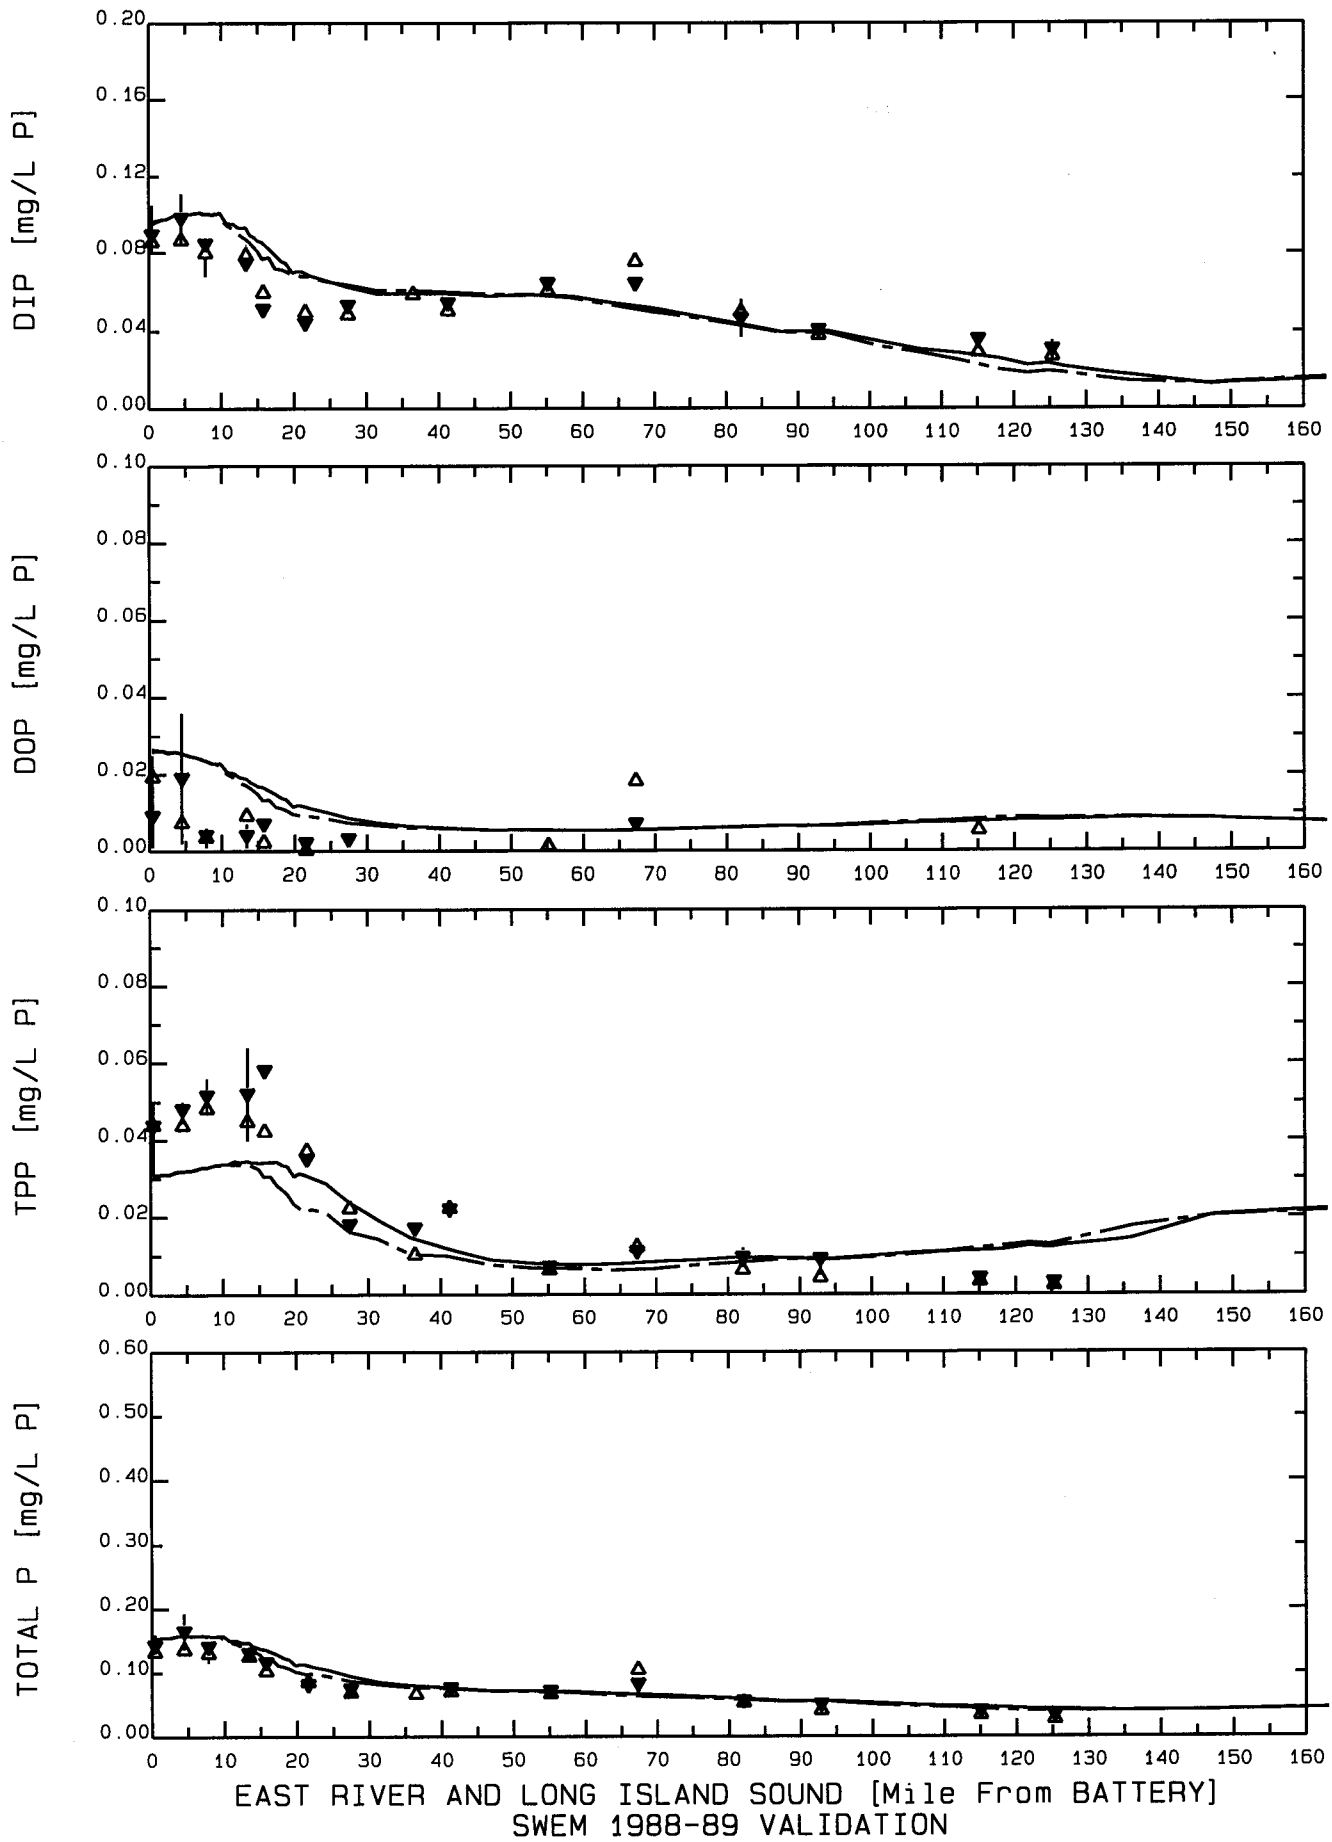 DIP [mg/L P]
0.20
0.16
0.12
0.08
0.04
0.00
0 10 20 30 40 50 60 70 80 90 100 110 120 130 140 150 160
DOP [mg/L P]
0.10
0.08
0.06
0.04
0.02
0.00
0 10 20 30 40 50 60 70 80 90 100 110 120 130 140 150 160
TPP [mg/L P]
0.10
0.08
0.06
0.04
0.02
0.00
0 10 20 30 40 50 60 70 80 90 100 110 120 130 140 150 160
TOTAL P [mg/L P]
0.60
0.50
0.40
0.30
0.20
0.10
0.00
0 10 20 30 40 50 60 70 80 90 100 110 120 130 140 150 160
EAST RIVER AND LONG ISLAND SOUND [Mile From BATTERY]
SWEM 1988-89 VALIDATION